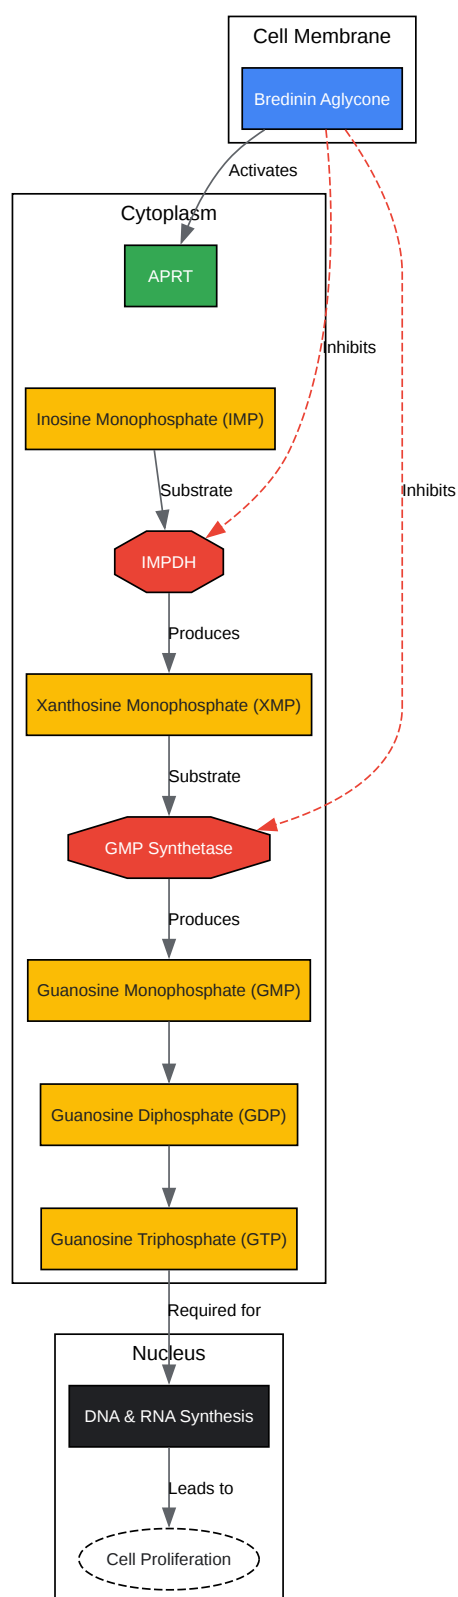 Cell Membrane
Bredinin Aglycone
Activates
Cytoplasm
APRT
Inhibits
Inosine Monophosphate (IMP)
Substrate
Inhibits
IMPDH
Produces
Xanthosine Monophosphate (XMP)
Substrate
GMP Synthetase
Produces
Guanosine Monophosphate (GMP)
Guanosine Diphosphate (GDP)
Guanosine Triphosphate (GTP)
Required for
Nucleus
DNA & RNA Synthesis
Leads to
Cell Proliferation